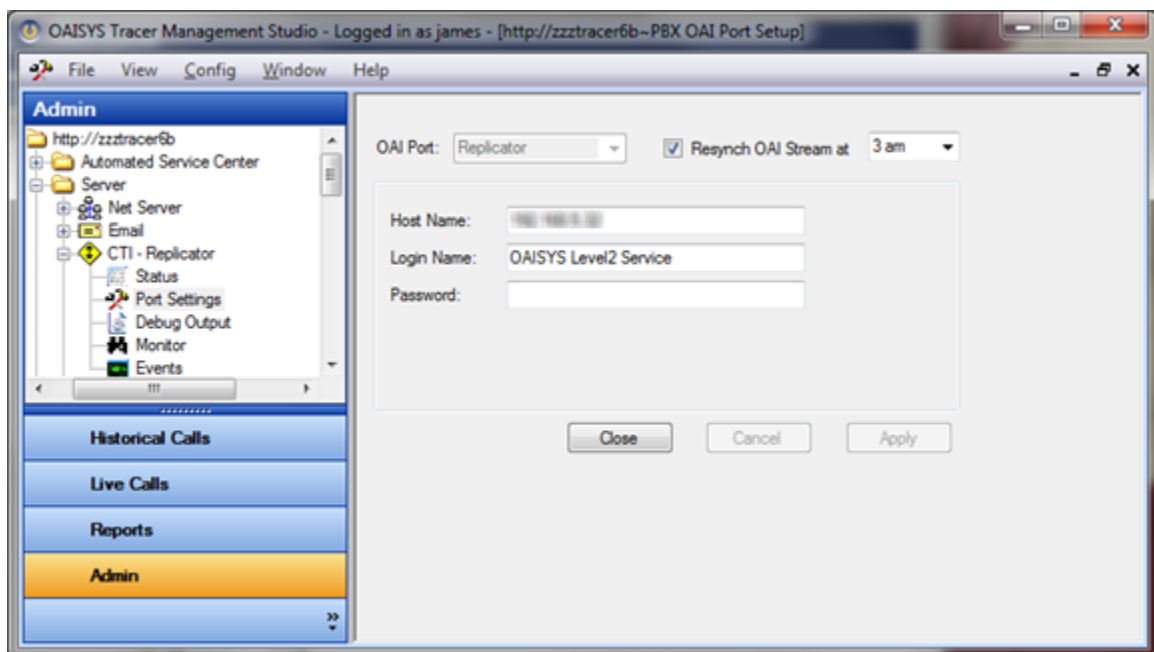 OAISYS Tracer Management Studio - Logged in as james - [http://zzztracer6b~PBX OAI Port Setup]
File View Config Window Help
Admin
http://zzztracer6b
Automated Service Center
Server
Net Server
Email
CTI - Replicator
Status
Port Settings
Debug Output
Monitor
Events
Historical Calls
Live Calls
Reports
Admin
OAI Port: Replicator Resynch OAI Stream at 3 am
Host Name:
Login Name: OAISYS Level2 Service
Password:
Close Cancel Apply